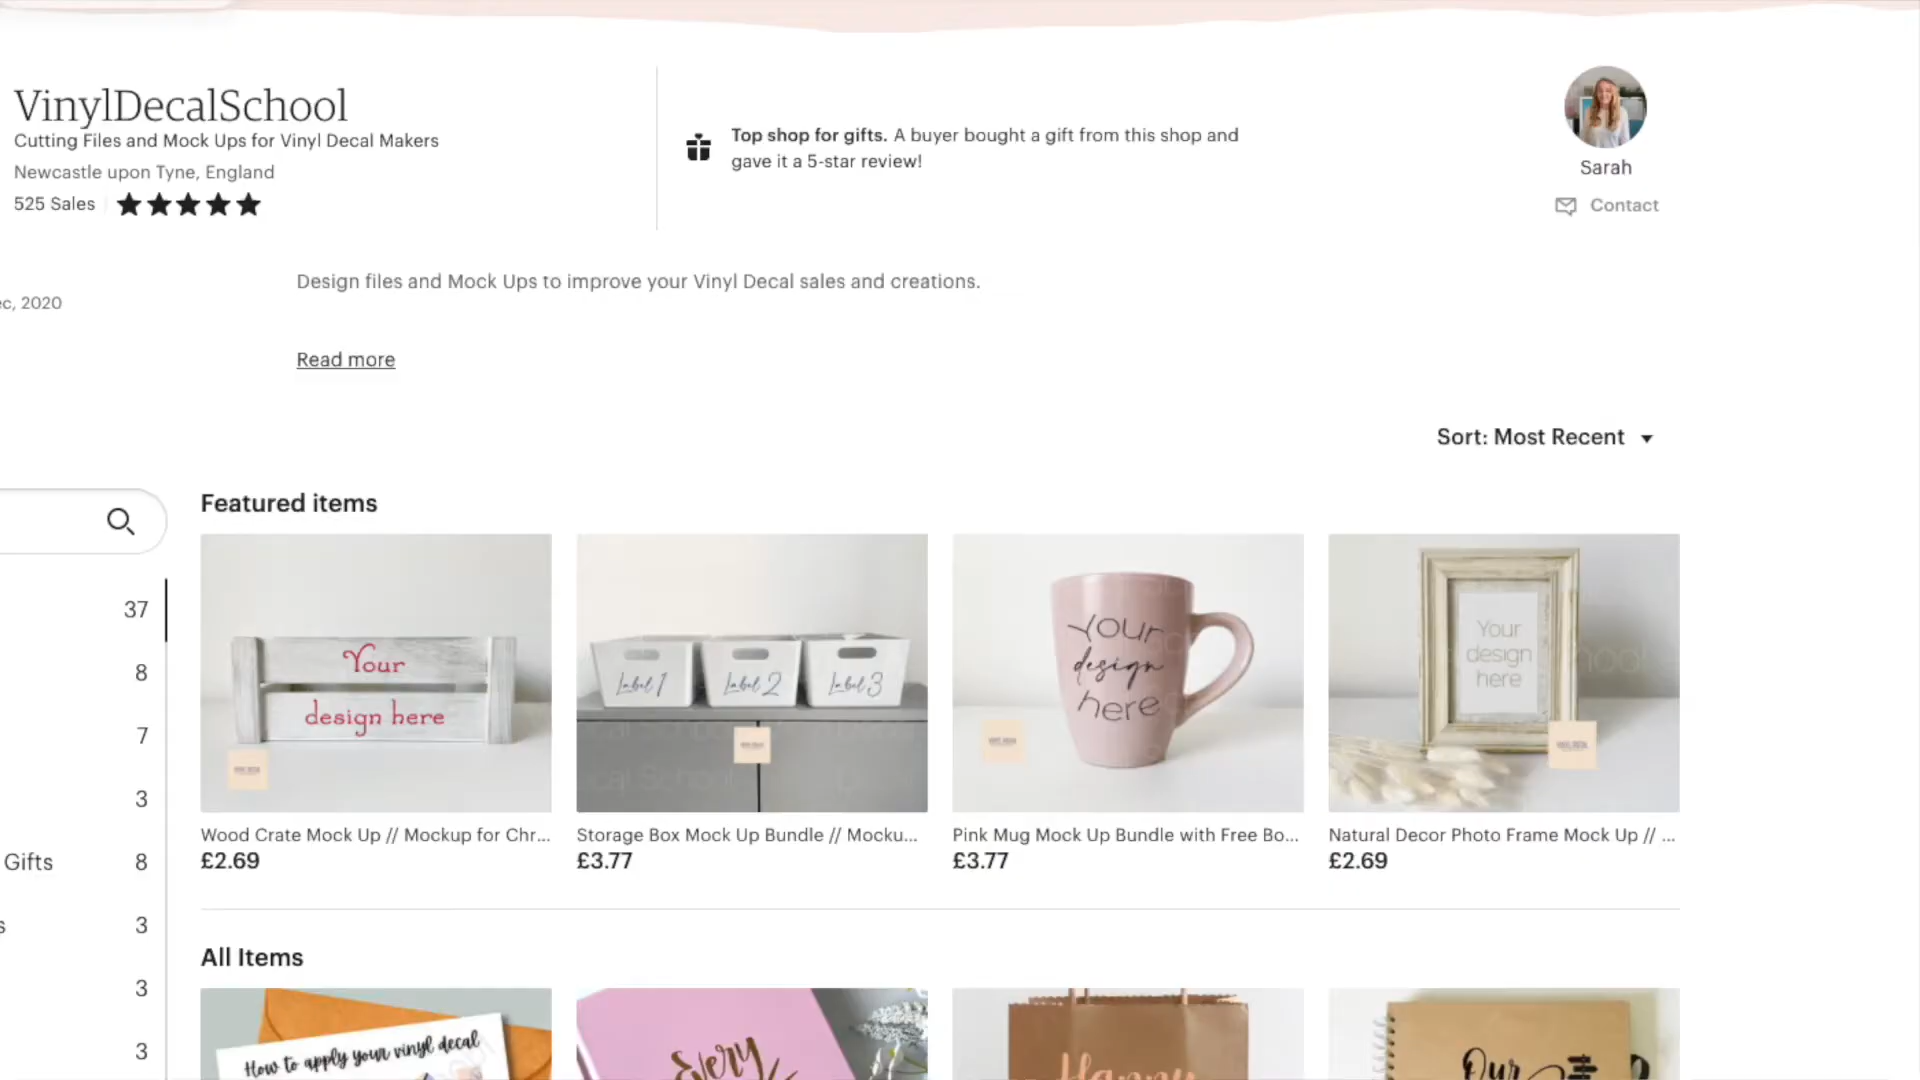 VinylDecalSchool
Cutting Files and Mock Ups for Vinyl Decal Makers
Newcastle upon Tyne, England
525 Sales
Top shop for gifts. A buyer bought a gift from this shop and
gave it a 5-star review!
Sarah
Contact
ec, 2020
Design files and Mock Ups to improve your Vinyl Decal sales and creations.
Read more
Sort: Most Recent
37
8
7
3
Gifts 8
s 3
3
3
Featured items
Your
design here
Label 1
Label 2
Label 3
Your
design
here
Your
design
here
Wood Crate Mock Up // Mockup for Chr...
£2.69
Storage Box Mock Up Bundle // Mocku...
£3.77
Pink Mug Mock Up Bundle with Free Bo...
£3.77
Natural Decor Photo Frame Mock Up // ...
£2.69
All Items
How to apply your vinyl decal
Every
Happy
Our